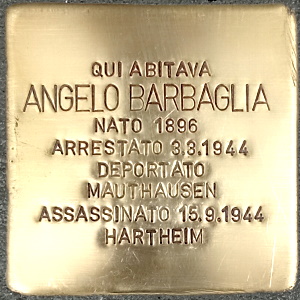 QUI ABITAVA
ANGELO BARBAGLIA
NATO 1896
ARRESTATO 3.3.1944
DEPORTATO
MAUTHAUSEN
ASSASSINATO 15.9.1944
HARTHEIM